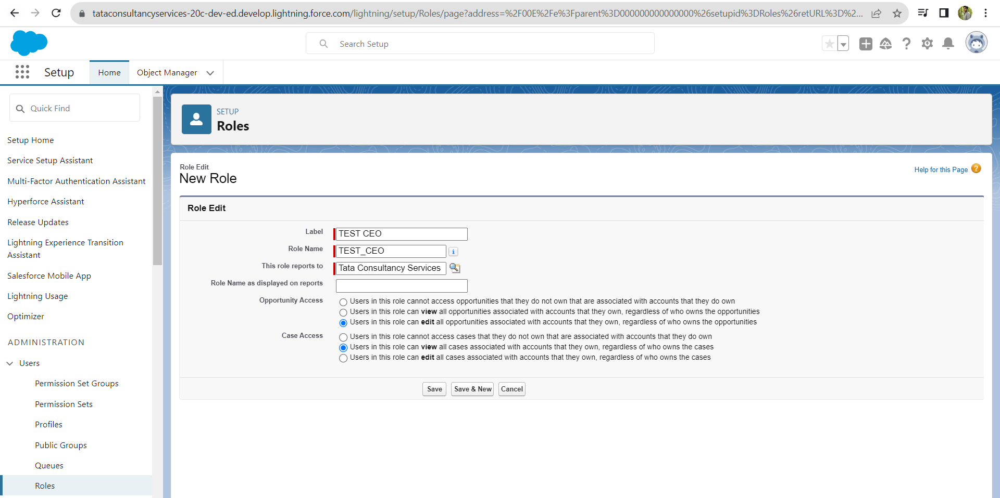 tataconsultancyservices-20c-dev-ed.develop.lightning.force.com/lightning/setup/Roles/page?address=%2F00E%2Fe%3Fparent%3D000000000000000%26setupid%3DRoles%26retURL%3D%2...
Search Setup
Setup
Home
Object Manager
Quick Find
Setup Home
Service Setup Assistant
Multi-Factor Authentication Assistant
Hyperforce Assistant
Release Updates
Lightning Experience Transition
Assistant
Salesforce Mobile App
Lightning Usage
Optimizer
ADMINISTRATION
Users
Permission Set Groups
Permission Sets
Profiles
Public Groups
Queues
Roles
SETUP
Roles
Role Edit
New Role
Help for this Page ?
Role Edit
Label TEST CEO
Role Name TEST_CEO i
This role reports to Tata Consultancy Services
Role Name as displayed on reports
Opportunity Access Users in this role cannot access opportunities that they do not own that are associated with accounts that they do own
Users in this role can view all opportunities associated with accounts that they own, regardless of who owns the opportunities
Users in this role can edit all opportunities associated with accounts that they own, regardless of who owns the opportunities
Case Access Users in this role cannot access cases that they do not own that are associated with accounts that they do own
Users in this role can view all cases associated with accounts that they own, regardless of who owns the cases
Users in this role can edit all cases associated with accounts that they own, regardless of who owns the cases
Save Save & New Cancel